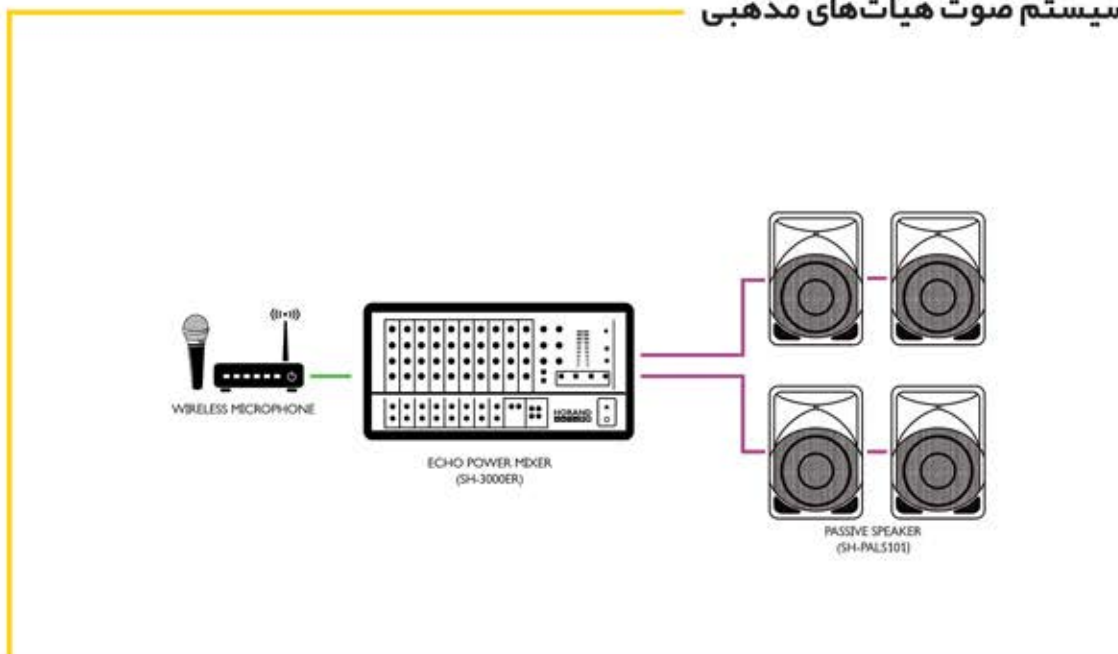 سیستم صوت هیات‌های مذهبی
WIRELESS MICROPHONE
ECHO POWER MIXER
(SH-3000ER)
PASSIVE SPEAKER
(SH-PALS101)